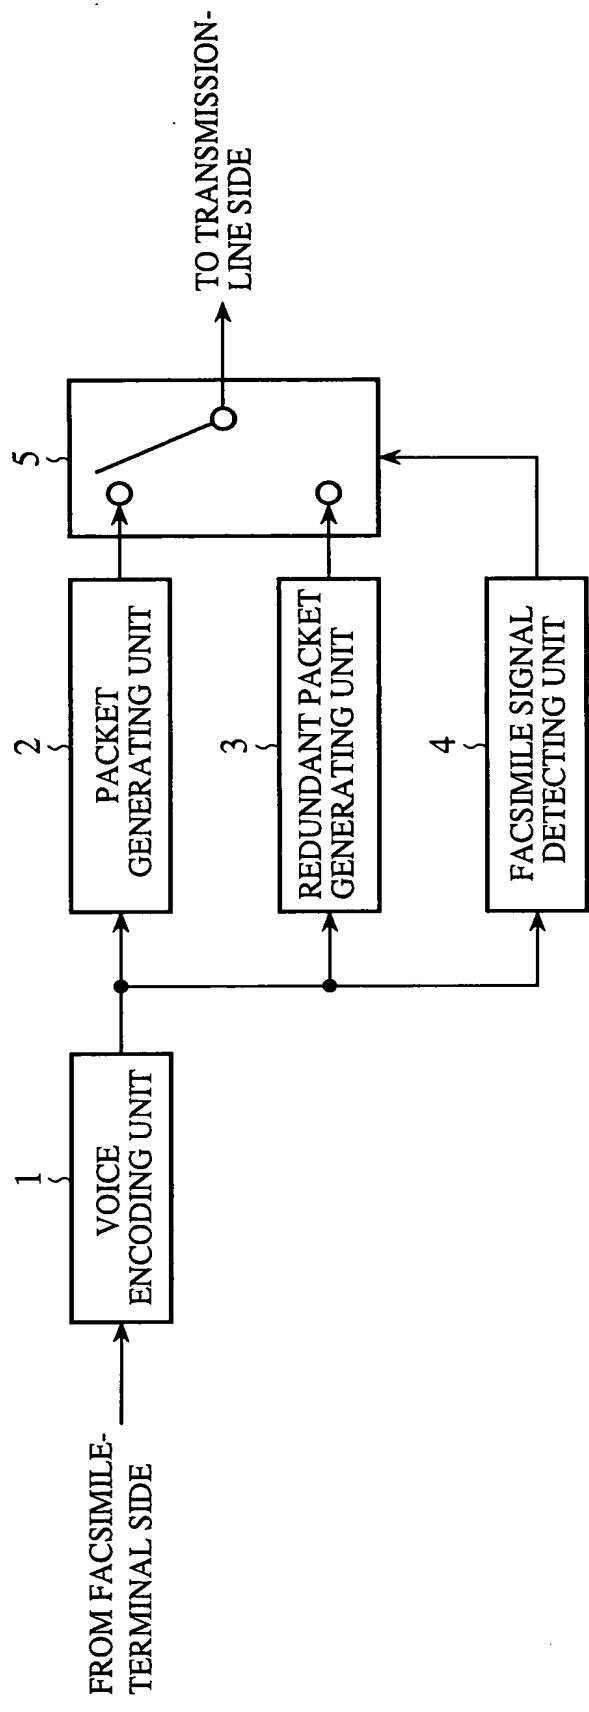 FROM FACSIMILE-
TERMINAL SIDE
1
VOICE
ENCODING UNIT
2
PACKET
GENERATING UNIT
3
REDUNDANT PACKET
GENERATING UNIT
4
FACSIMILE SIGNAL
DETECTING UNIT
5
TO TRANSMISSION-
LINE SIDE